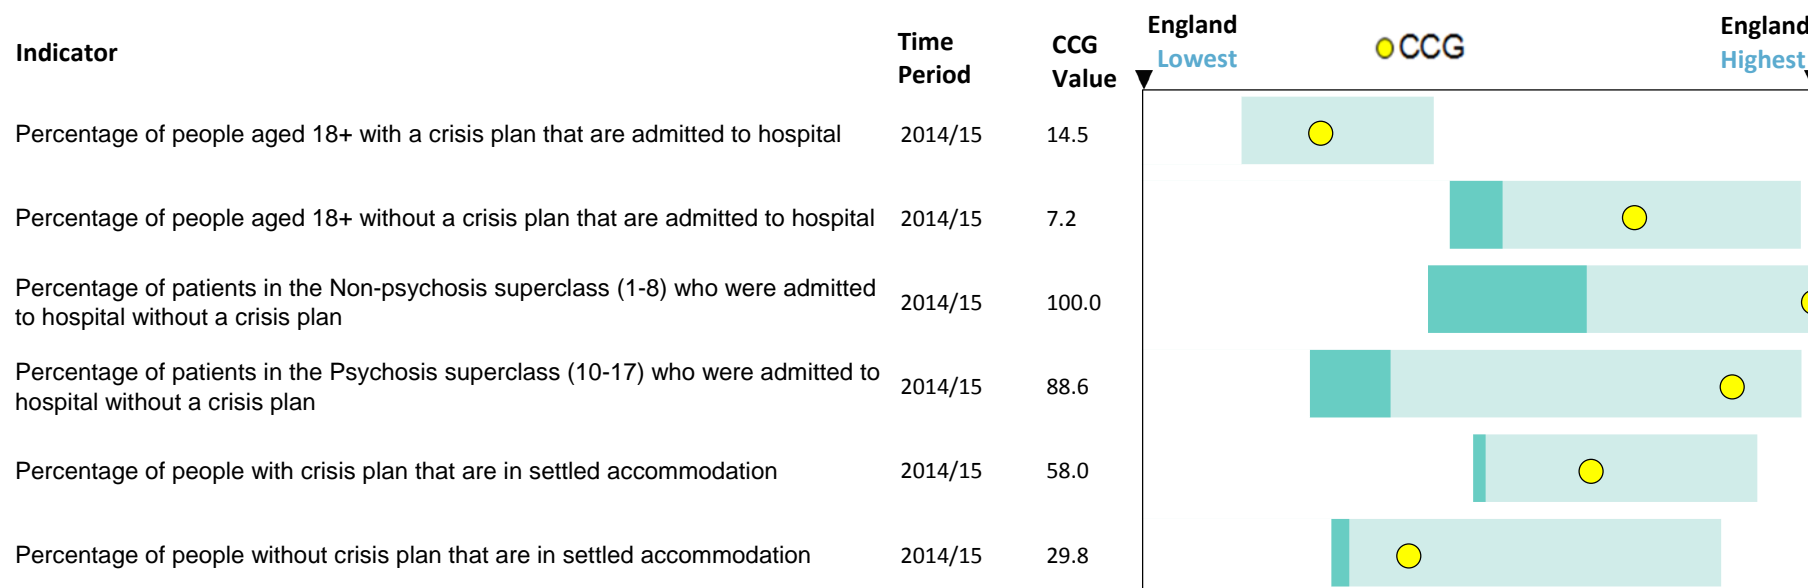 Indicator
Time Period
CCG Value
England Lowest
CCG
England Highest
Percentage of people aged 18+ with a crisis plan that are admitted to hospital 2014/15 14.5
Percentage of people aged 18+ without a crisis plan that are admitted to hospital 2014/15 7.2
Percentage of patients in the Non-psychosis superclass (1-8) who were admitted
to hospital without a crisis plan
2014/15 100.0
Percentage of patients in the Psychosis superclass (10-17) who were admitted to
hospital without a crisis plan
2014/15 88.6
Percentage of people with crisis plan that are in settled accommodation 2014/15 58.0
Percentage of people without crisis plan that are in settled accommodation 2014/15 29.8